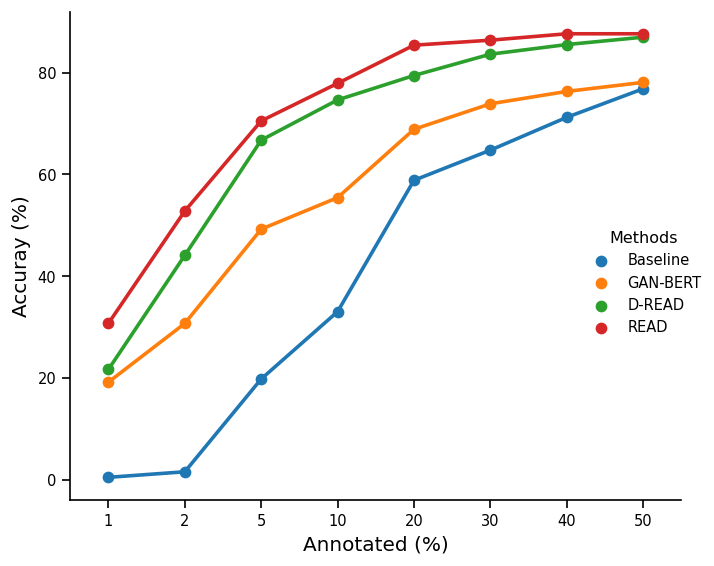 80
60
40
20
0
Accuray (%)
1 2 5 10 20 30 40 50
Annotated (%)
Methods
Baseline
GAN-BERT
D-READ
READ